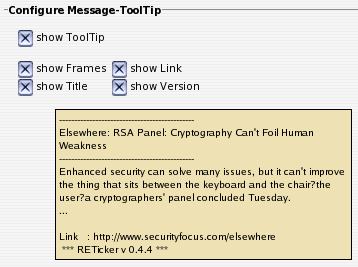 Configure Message-ToolTip
show ToolTip
show Frames show Link
show Title show Version
---------------------------------------------
Elsewhere: RSA Panel: Cryptography Can't Foil Human
Weakness
---------------------------------------------
Enhanced security can solve many issues, but it can't improve
the thing that sits between the keyboard and the chair?the
user?a cryptographers' panel concluded Tuesday.
...
Link : http://www.securityfocus.com/elsewhere
*** RETicker v 0.4.4 ***